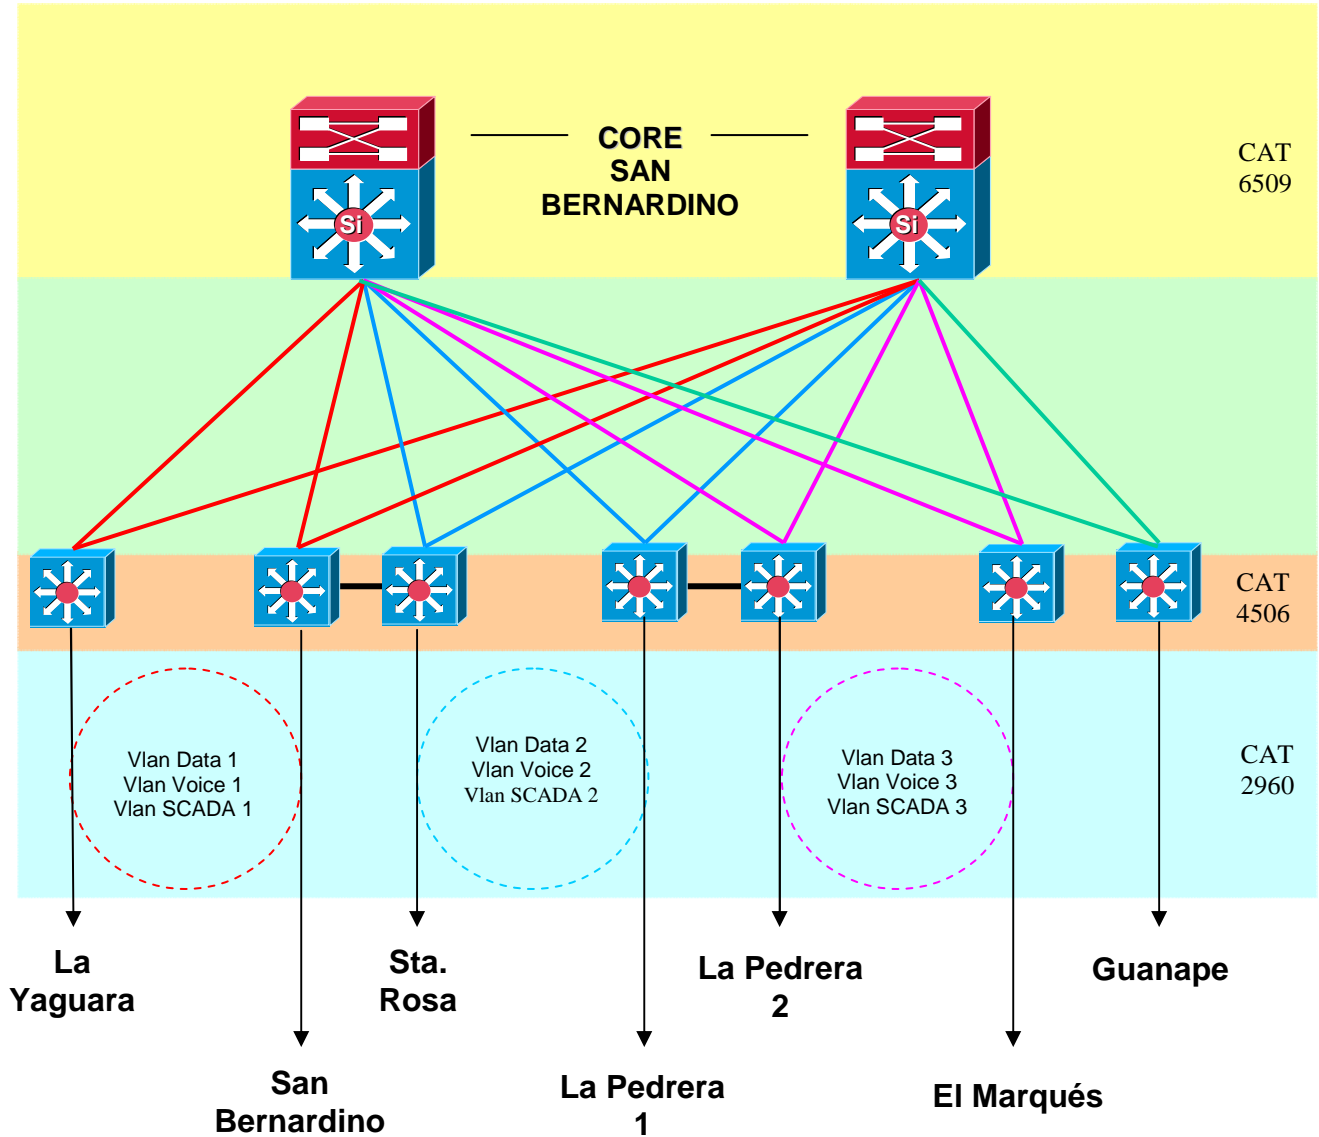 CORE
SAN
BERNARDINO
CAT
6509
Si
Si
CAT
4506
Vlan Data 1
Vlan Voice 1
Vlan SCADA 1
Vlan Data 2
Vlan Voice 2
Vlan SCADA 2
Vlan Data 3
Vlan Voice 3
Vlan SCADA 3
CAT
2960
La
Yaguara
Sta.
Rosa
La Pedrera
2
Guanape
San
Bernardino
La Pedrera
1
El Marqués